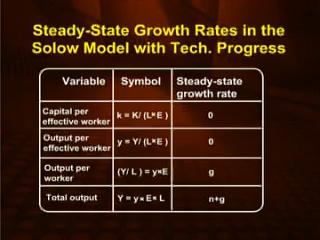 Steady-State Growth Rates in the
Solow Model with Tech. Progress
Variable Symbol Steady-state
growth rate
Capital per
effective worker k = K/ (L×E ) 0
Output per
effective worker y = Y/ (L×E ) 0
Output per
worker (Y/ L ) = y×E g
Total output Y = y × E × L n+g